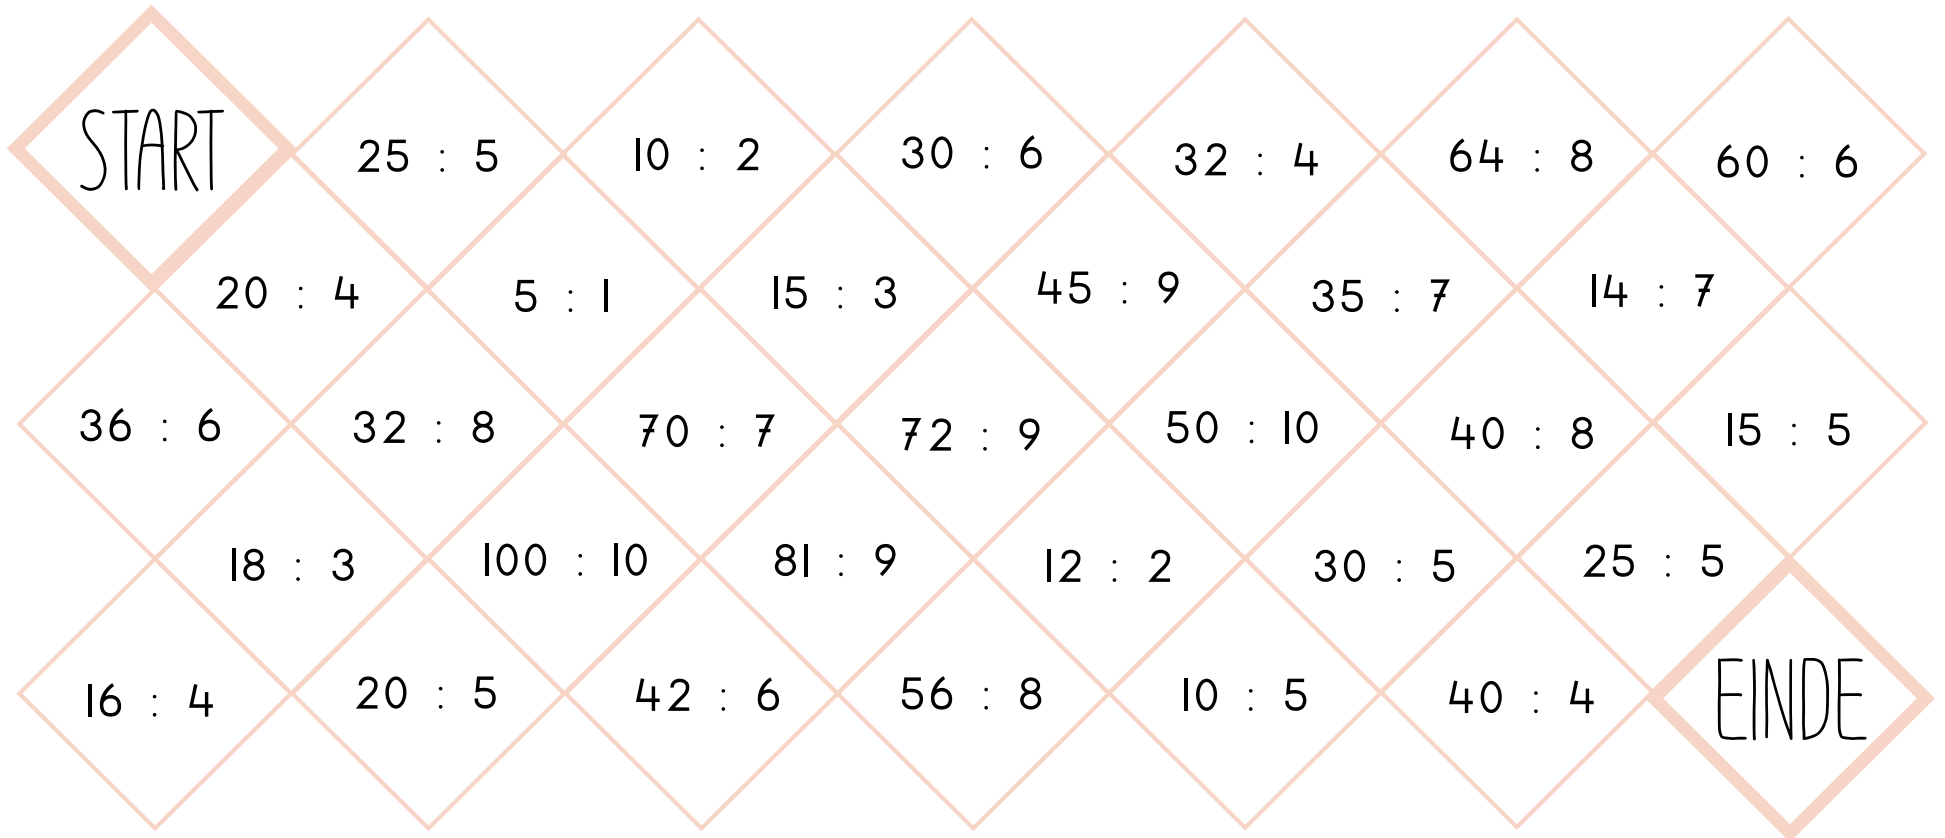 START 25 : 5 10 : 2 30 : 6 32 : 4 64 : 8 60 : 6
20 : 4 5 : 1 15 : 3 45 : 9 35 : 7 14 : 7
36 : 6 32 : 8 70 : 7 72 : 9 50 : 10 40 : 8 15 : 5
18 : 3 100 : 10 81 : 9 12 : 2 30 : 5 25 : 5
16 : 4 20 : 5 42 : 6 56 : 8 10 : 5 40 : 4 EINDE